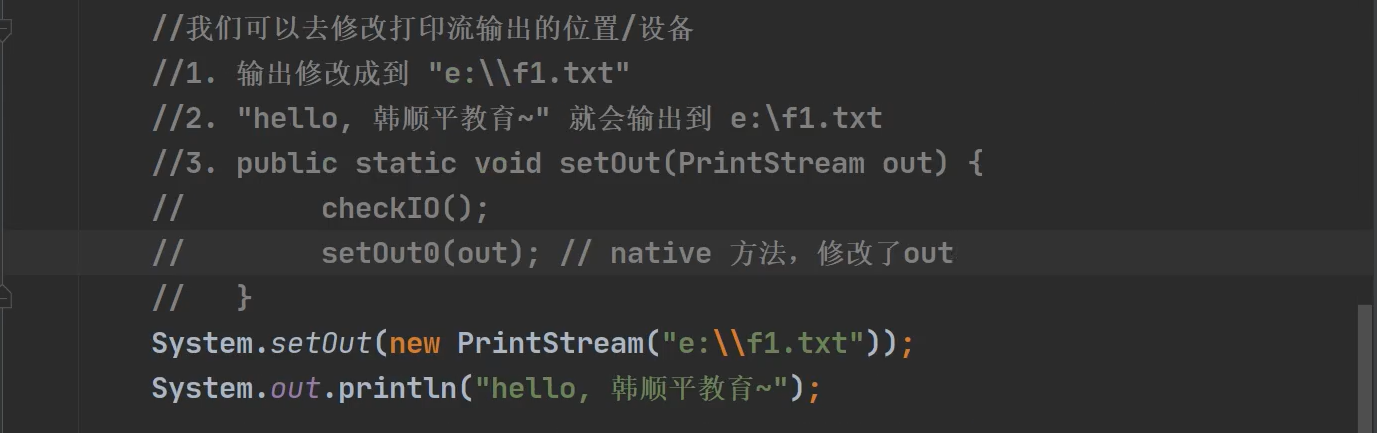 //我们可以去修改打印流输出的位置/设备
//1. 输出修改成到 "e:\\f1.txt"
//2. "hello, 韩顺平教育~" 就会输出到 e:\f1.txt
//3. public static void setOut(PrintStream out) {
//        checkIO();
//        setOut0(out); // native 方法，修改了out
//   }
System.setOut(new PrintStream("e:\\f1.txt"));
System.out.println("hello, 韩顺平教育~");